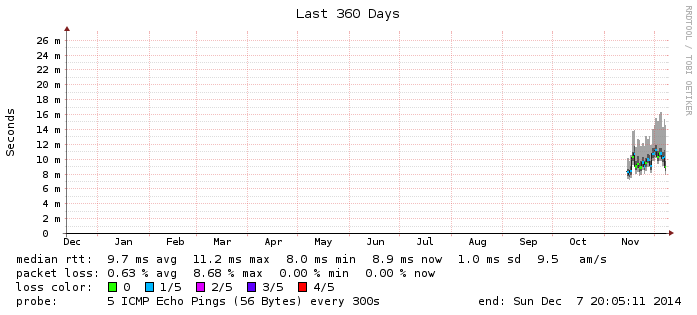 Last 360 Days
RRDTOOL / TOBI OETIKER
Seconds
26 m
24 m
22 m
20 m
18 m
16 m
14 m
12 m
10 m
8 m
6 m
4 m
2 m
0
Dec Jan Feb Mar Apr May Jun Jul Aug Sep Oct Nov
median rtt: 9.7 ms avg 11.2 ms max 8.0 ms min 8.9 ms now 1.0 ms sd 9.5 am/s
packet loss: 0.63 % avg 8.68 % max 0.00 % min 0.00 % now
loss color: 0 1/5 2/5 3/5 4/5
probe: 5 ICMP Echo Pings (56 Bytes) every 300s end: Sun Dec 7 20:05:11 2014